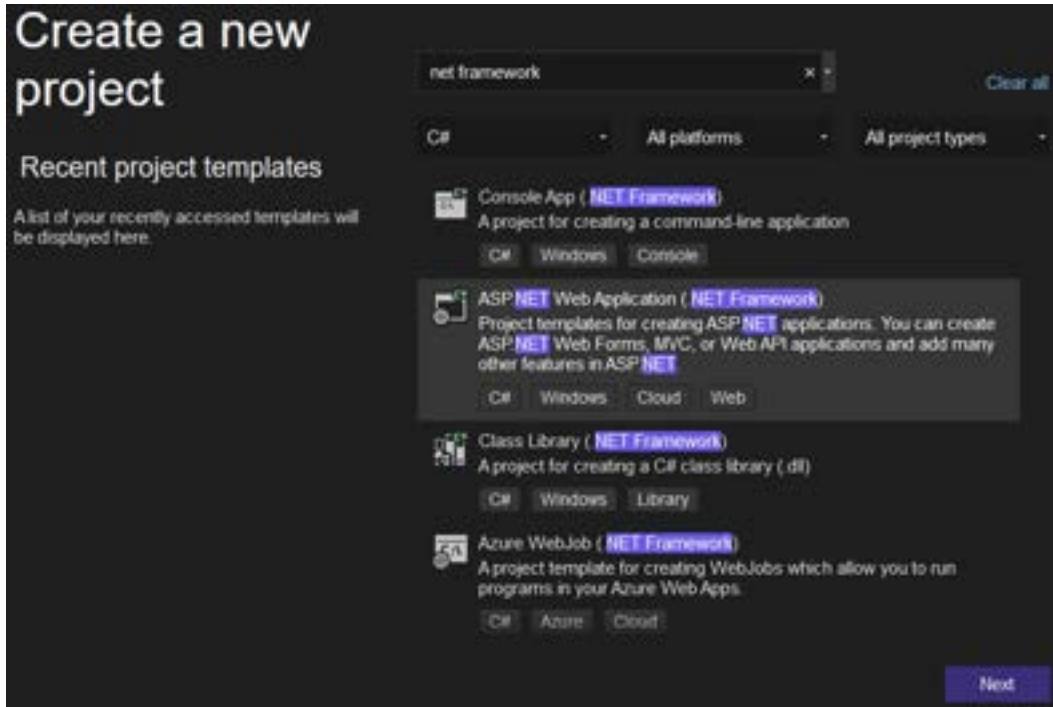 Create a new
project
Recent project templates
A list of your recently accessed templates will
be displayed here.
net framework
Clear all
C#
All platforms
All project types
Console App (.NET Framework)
A project for creating a command-line application
C# Windows Console
ASP.NET Web Application (.NET Framework)
Project templates for creating ASP.NET applications. You can create
ASP.NET Web Forms, MVC, or Web API applications and add many
other features in ASP.NET
C# Windows Cloud Web
Class Library (.NET Framework)
A project for creating a C# class library (.dll)
C# Windows Library
Azure WebJob (.NET Framework)
A project template for creating WebJobs which allow you to run
programs in your Azure Web Apps.
C# Azure Cloud
Next